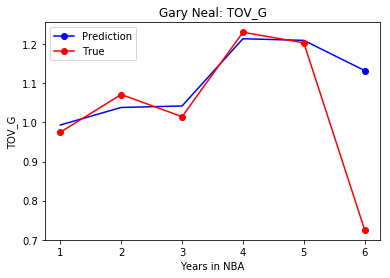 Gary Neal: TOV_G
Prediction
True
TOV_G
1.2
1.1
1.0
0.9
0.8
0.7
1
2
3
4
5
6
Years in NBA